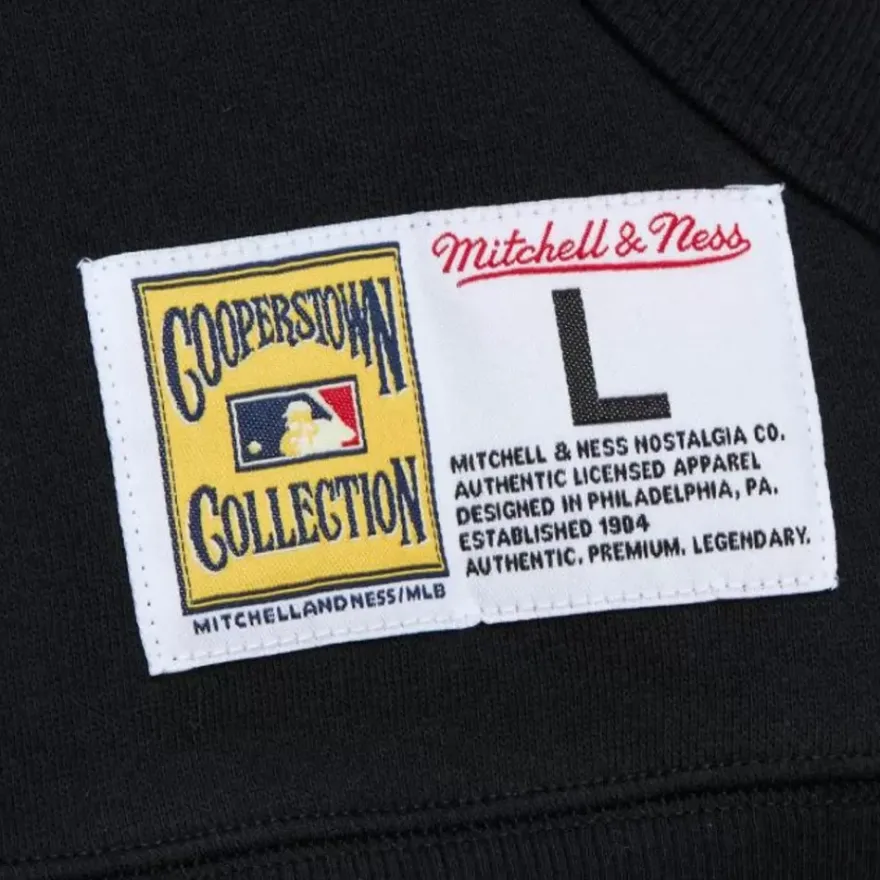 COOPERSTOWN
COLLECTION
MITCHELLANDNESS/MLB
Mitchell & Ness
L
MITCHELL & NESS NOSTALGIA CO.
AUTHENTIC LICENSED APPAREL
DESIGNED IN PHILADELPHIA, PA.
ESTABLISHED 1904
AUTHENTIC. PREMIUM. LEGENDARY.